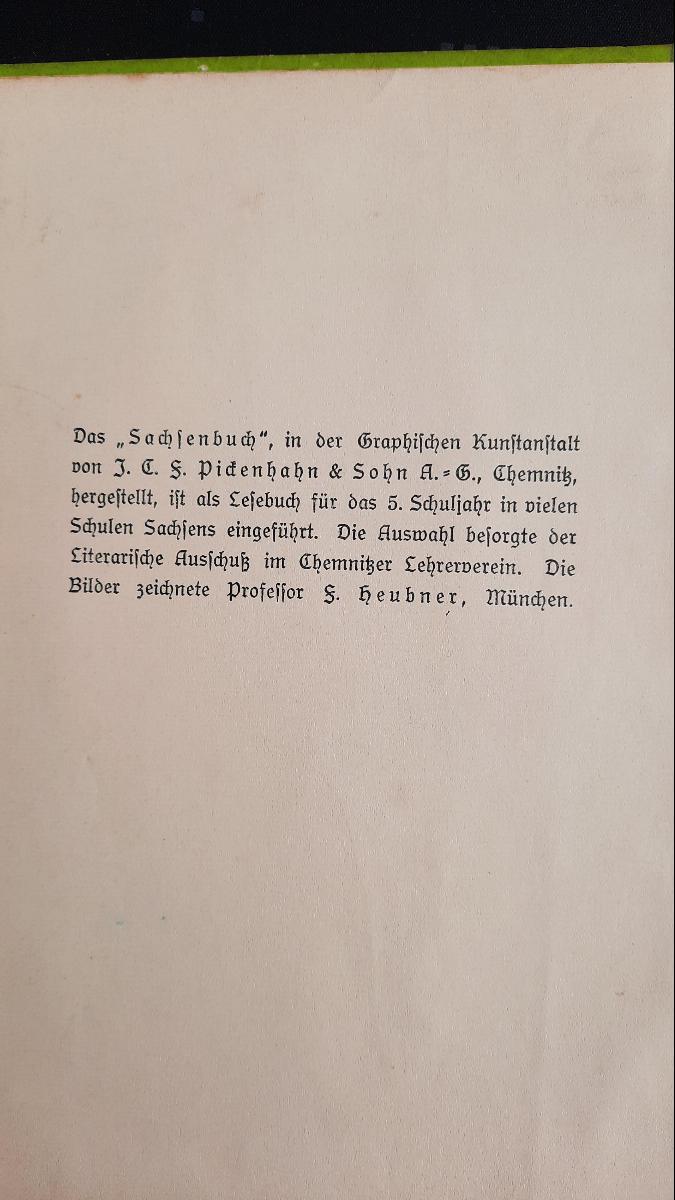 Das „Sachsenbuch“, in der Graphischen Kunstanstalt
von J. C. F. Pickenhahn & Sohn A.=G., Chemnitz,
hergestellt, ist als Lesebuch für das 5. Schuljahr in vielen
Schulen Sachsens eingeführt. Die Auswahl besorgte der
Literarische Ausschuß im Chemnitzer Lehrerverein. Die
Bilder zeichnete Professor F. Heubner, München.